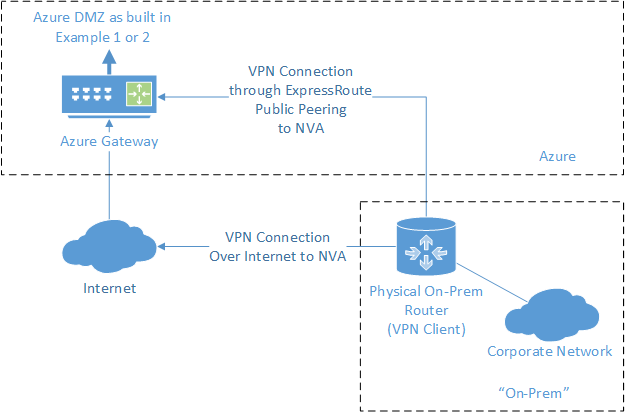 Azure DMZ as built in
Example 1 or 2
VPN Connection
through ExpressRoute
Public Peering
to NVA
Azure Gateway
Azure
VPN Connection
Over Internet to NVA
Internet
Physical On-Prem
Router
(VPN Client)
Corporate Network
“On-Prem”